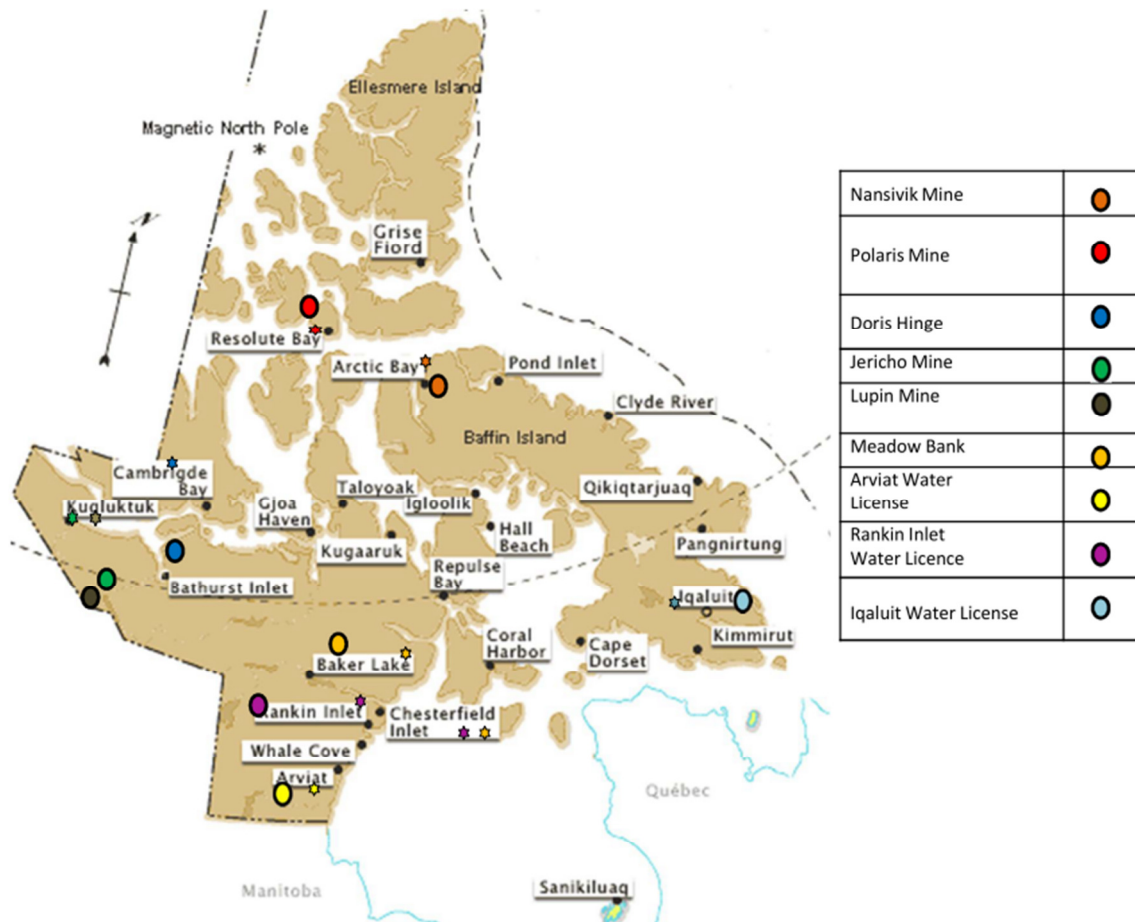 Ellesmere Island
Magnetic North Pole
*
N
Grise
Fiord
Resolute Bay
Arctic Bay
Pond Inlet
Clyde River
Baffin Island
Cambrigde
Bay
Kugluktuk
Taloyoak
Igloolik
Qikiqtarjuaq
Gjoa
Haven
Hall
Beach
Kugaaruk
Pangnirtung
Bathurst Inlet
Repulse
Bay
Iqaluit
Coral
Harbor
Cape
Dorset
Kimmirut
Baker Lake
Rankin Inlet
Chesterfield
Inlet
Whale Cove
Arviat
Québec
Manitoba
Sanikiluaq
Nansivik Mine
Polaris Mine
Doris Hinge
Jericho Mine
Lupin Mine
Meadow Bank
Arviat Water
License
Rankin Inlet
Water Licence
Iqaluit Water License